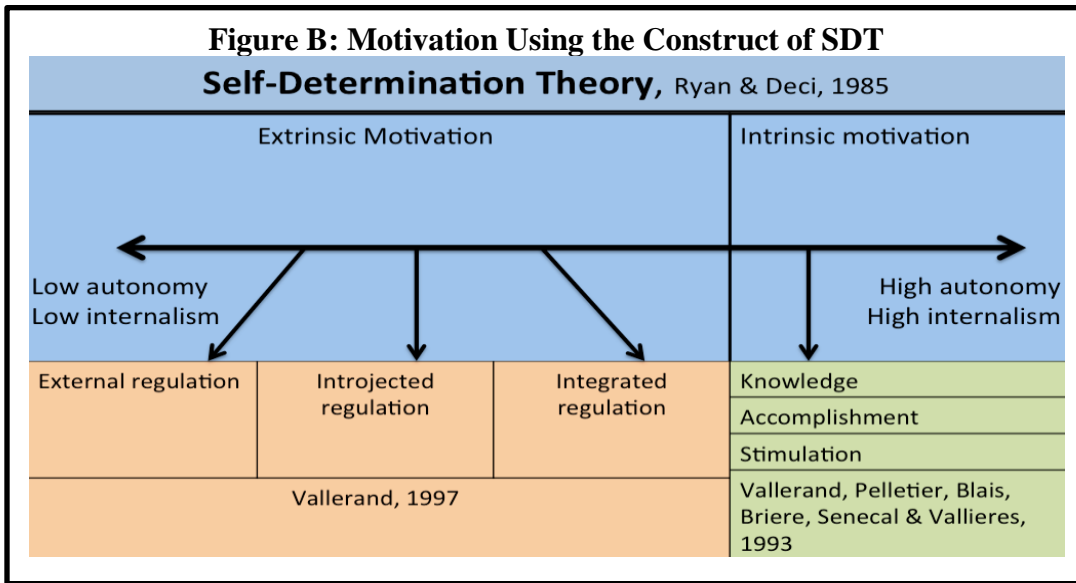 Figure B: Motivation Using the Construct of SDT
Self-Determination Theory, Ryan & Deci, 1985
Extrinsic Motivation
Intrinsic motivation
Low autonomy
Low internalism
High autonomy
High internalism
External regulation
Introjected
regulation
Integrated
regulation
Knowledge
Accomplishment
Stimulation
Vallerand, 1997
Vallerand, Pelletier, Blais,
Briere, Senecal & Vallieres,
1993